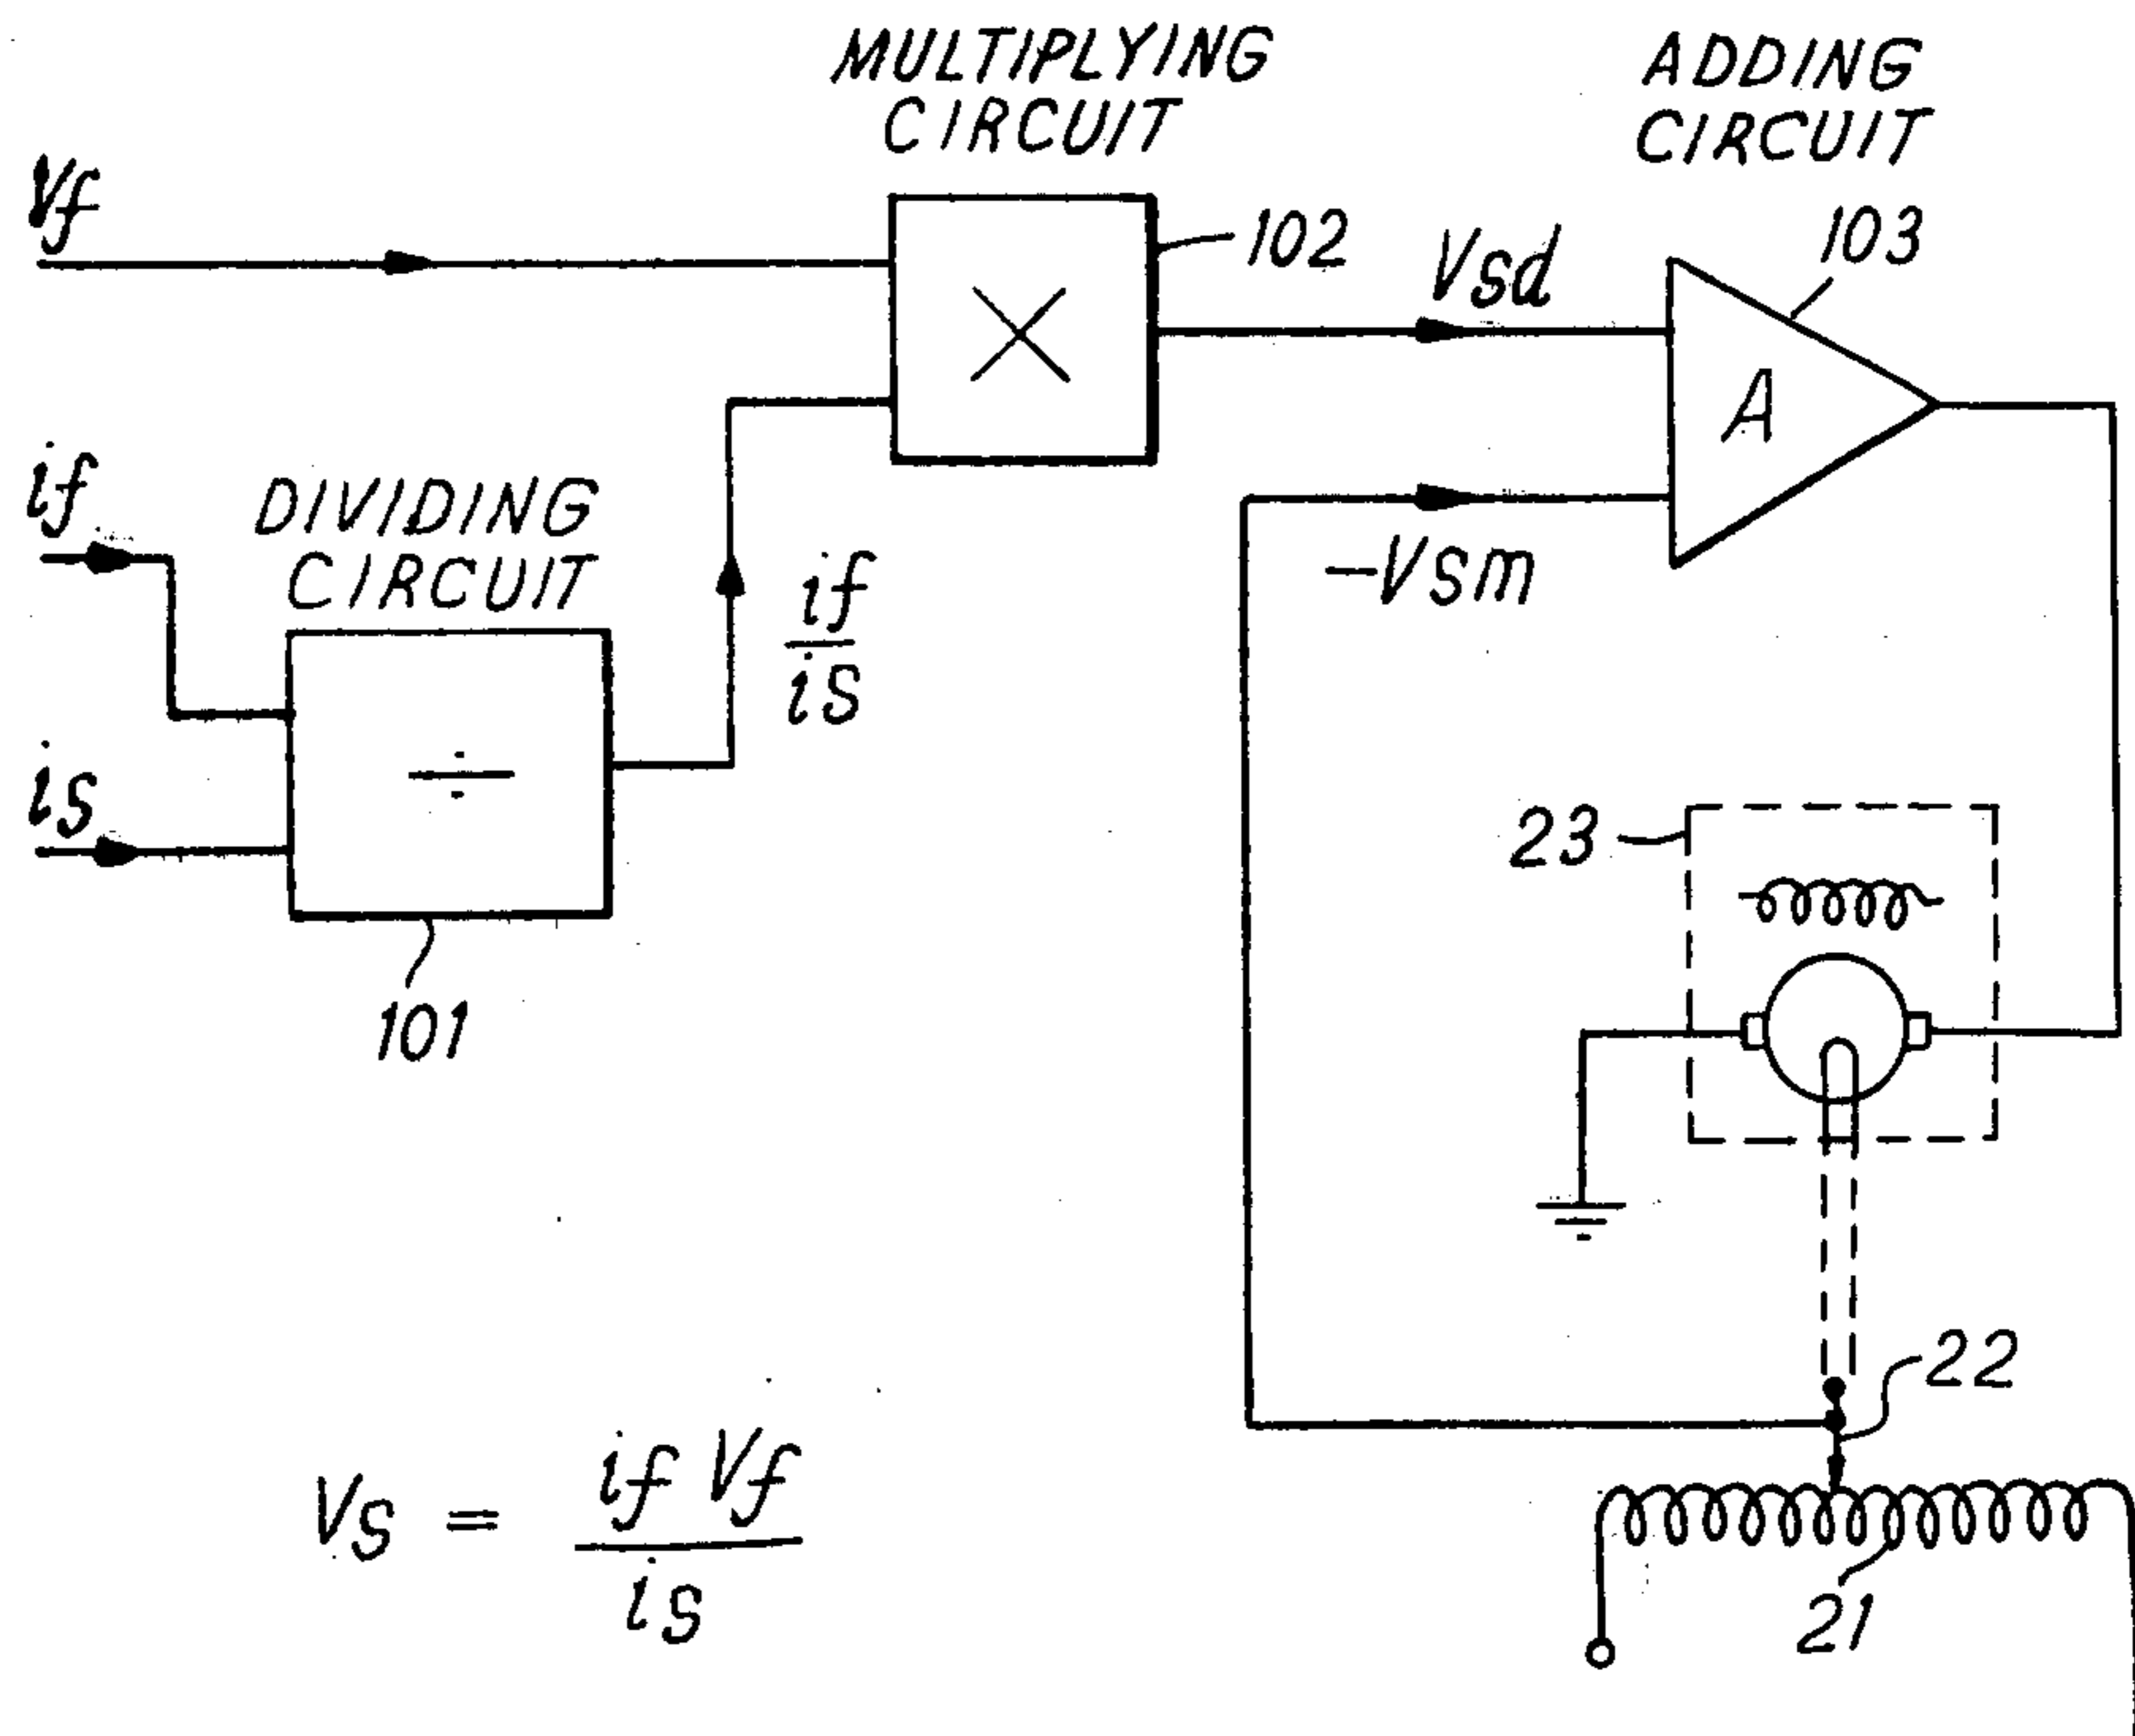 MULTIPLYING
CIRCUIT
ADDING
CIRCUIT
Vf
102
Vsd
103
A
if
DIVIDING
CIRCUIT
if
is
-Vsm
is
÷
101
23
22
Vs = if Vf
is
21